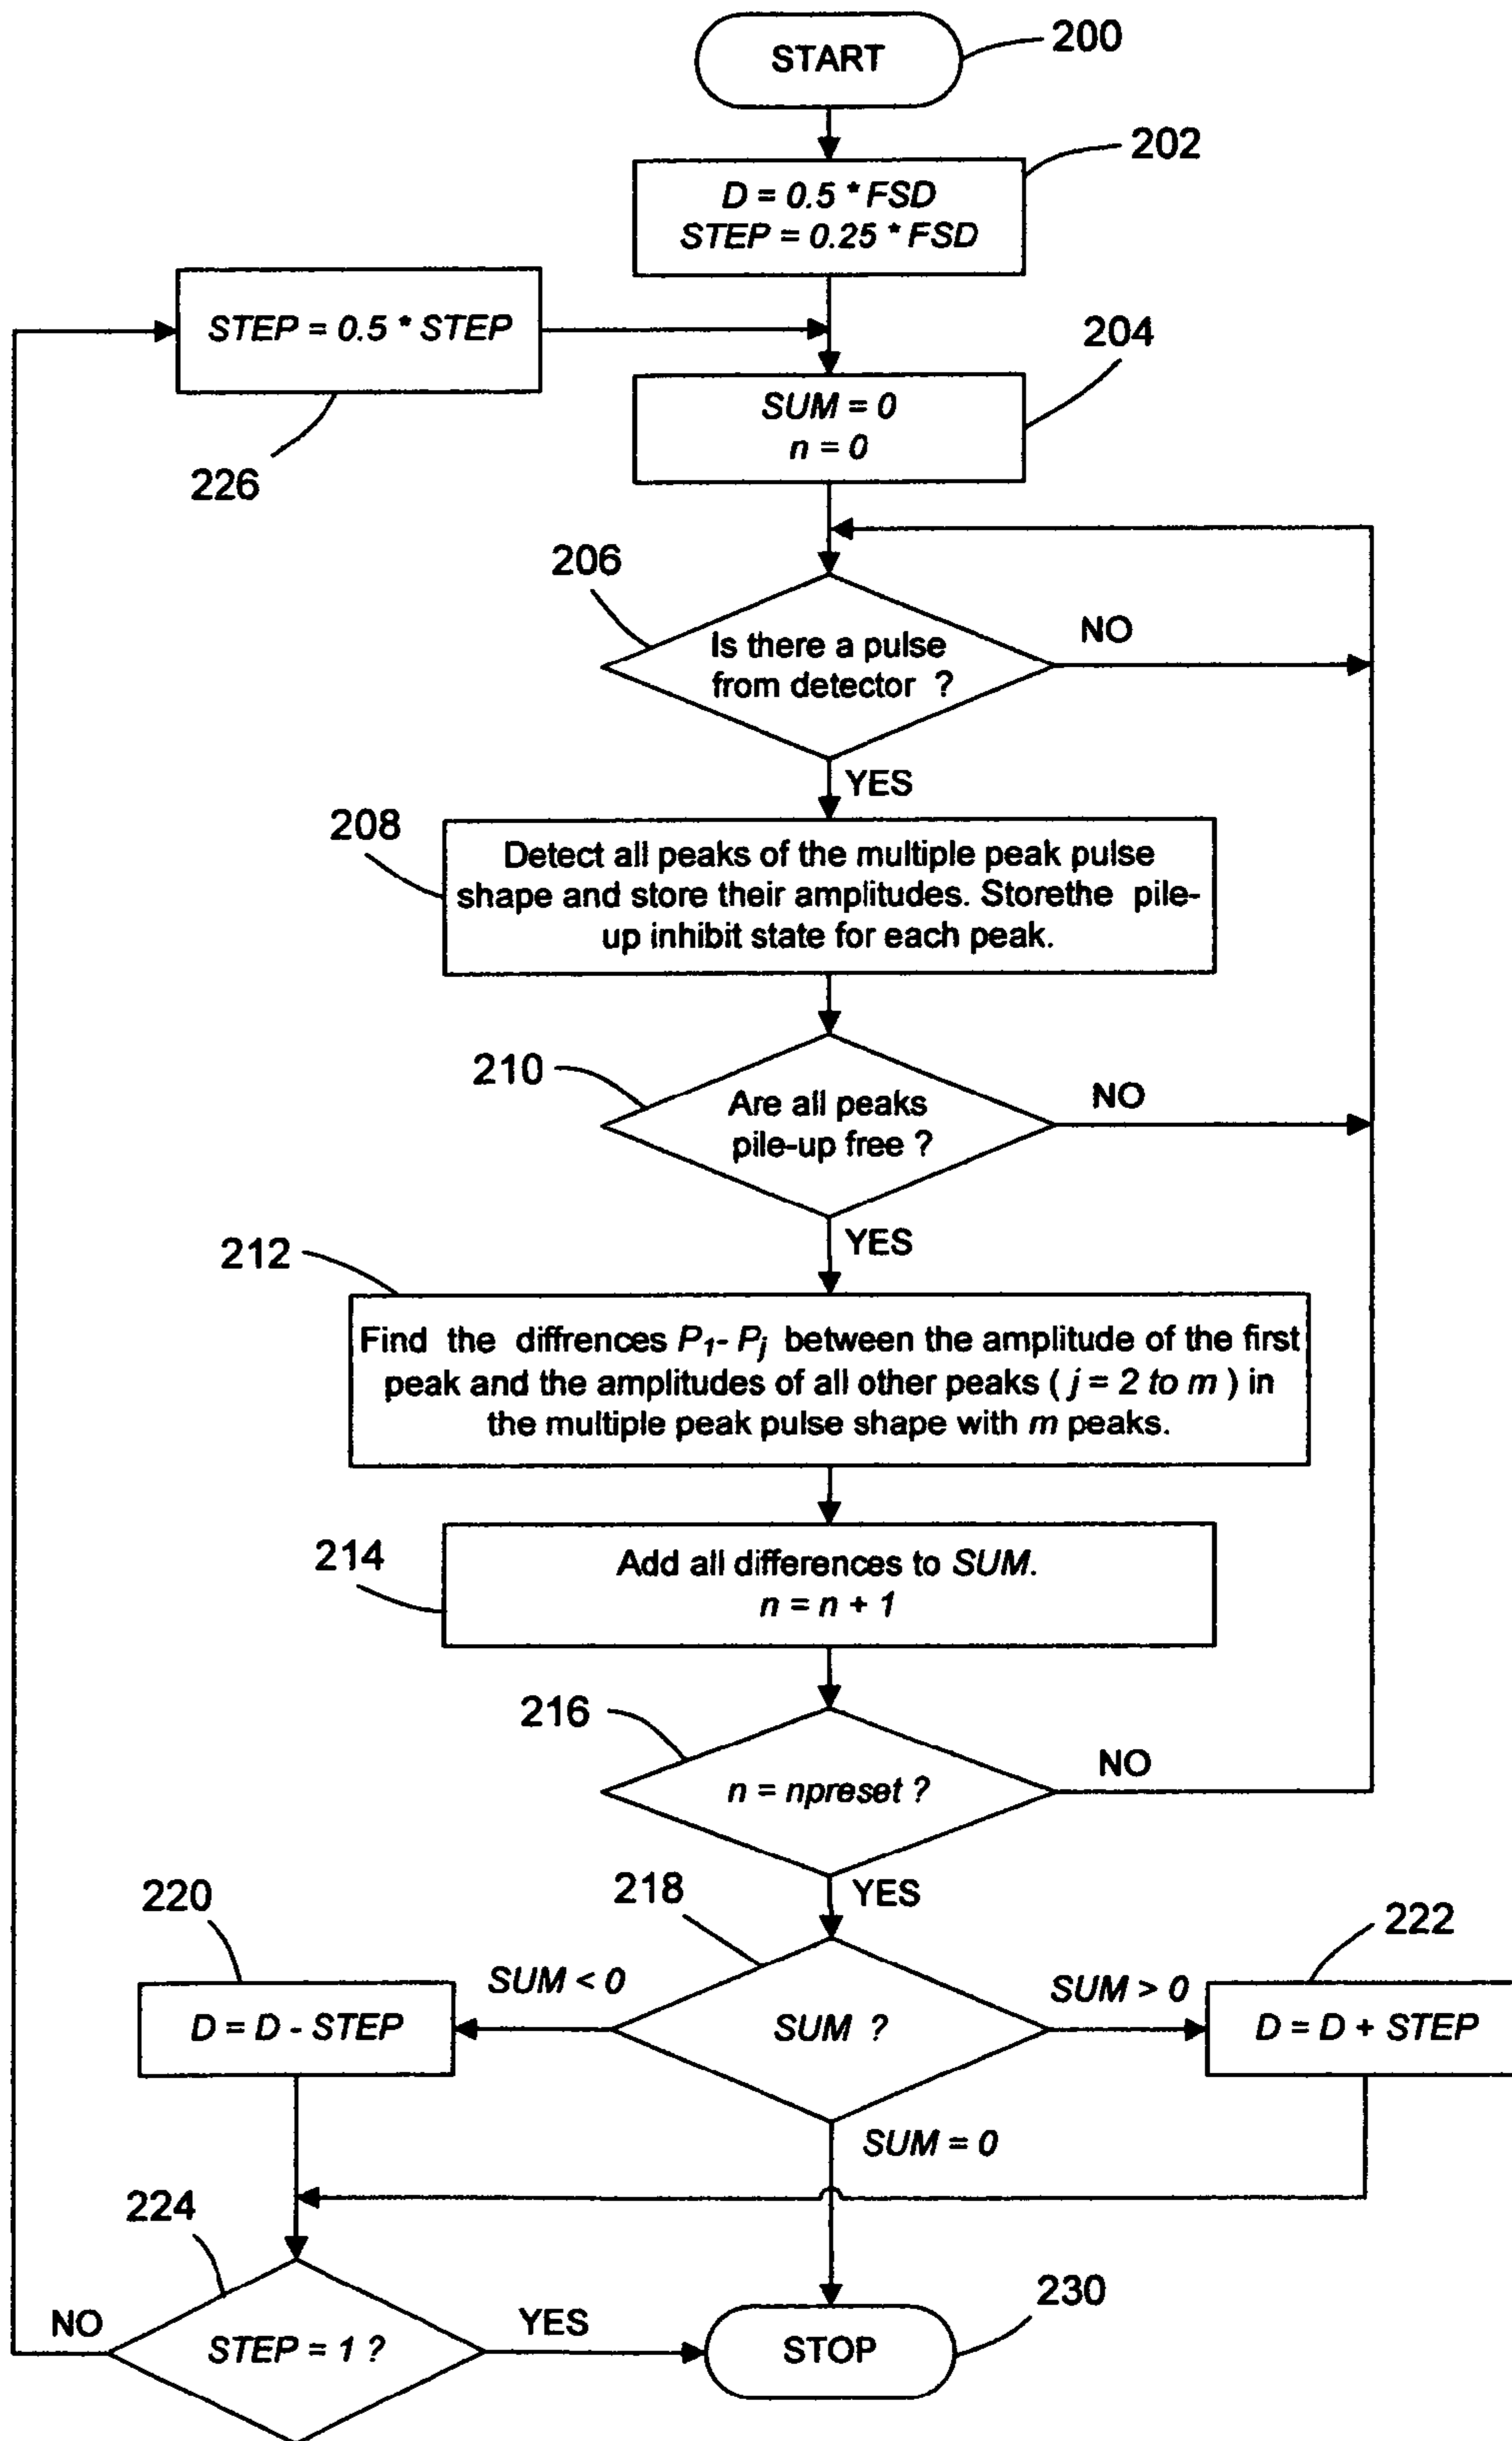 START
200
202
D = 0.5 * FSD
STEP = 0.25 * FSD
STEP = 0.5 * STEP
226
204
SUM = 0
n = 0
206
Is there a pulse
from detector ?
NO
YES
208
Detect all peaks of the multiple peak pulse
shape and store their amplitudes. Storethe pile-
up inhibit state for each peak.
210
Are all peaks
pile-up free ?
NO
YES
212
Find the diffrences P1- Pj between the amplitude of the first
peak and the amplitudes of all other peaks ( j = 2 to m ) in
the multiple peak pulse shape with m peaks.
214
Add all differences to SUM.
n = n + 1
216
n = npreset ?
NO
YES
218
220
222
SUM < 0
SUM > 0
D = D - STEP
SUM ?
D = D + STEP
SUM = 0
224
STEP = 1 ?
NO
YES
STOP
230